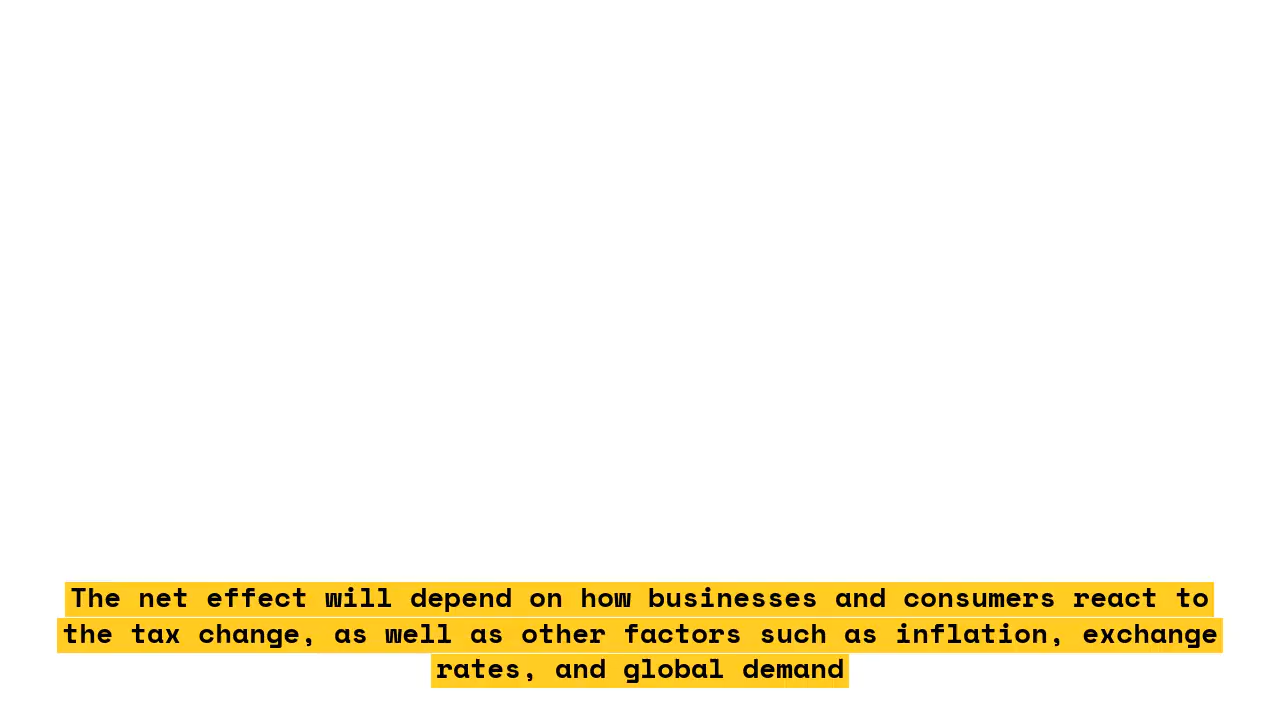 The net effect will depend on how businesses and consumers react to
the tax change, as well as other factors such as inflation, exchange
rates, and global demand